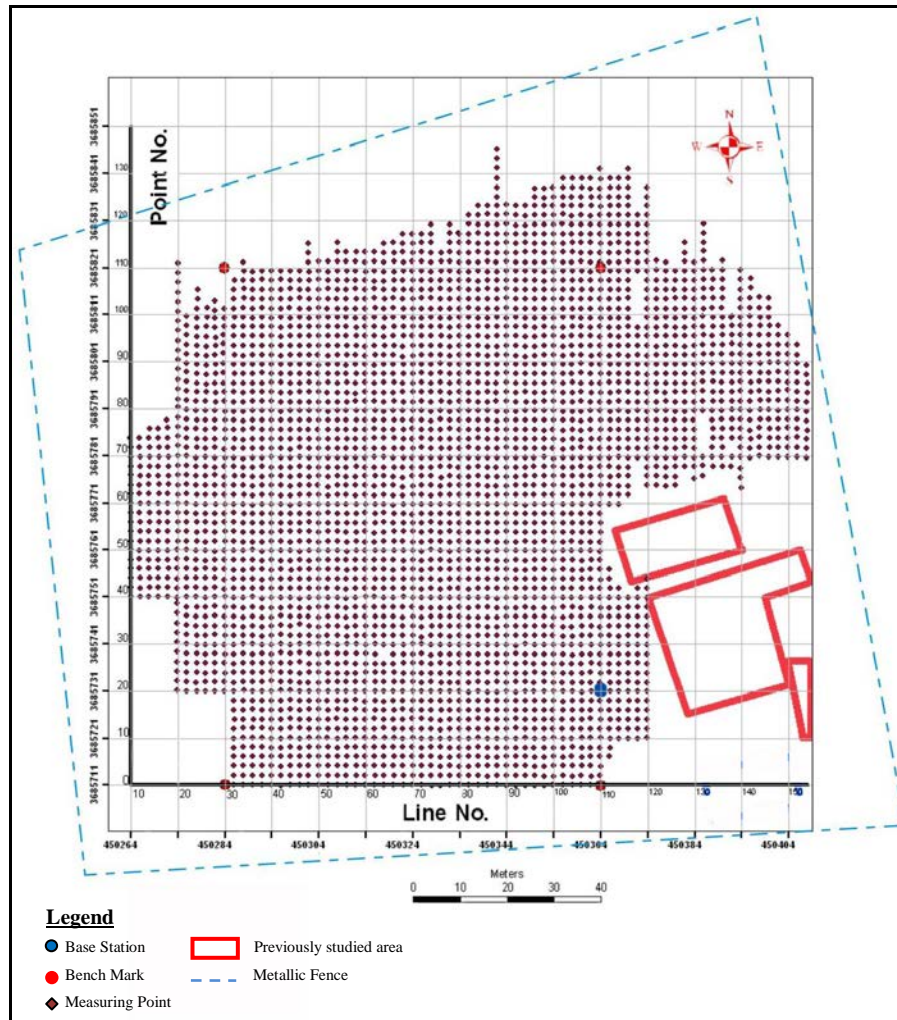 N
W E
S
Point No.
3685851
3685841
3685831
3685821
3685811
3685801
3685791
3685781
3685771
3685761
3685751
3685741
3685731
3685721
3685711
130
120
110
100
90
80
70
60
50
40
30
20
10
0
10 20 30 40 50 60 70 80 90 100 110 120 130 140 150
Line No.
450264 450284 450304 450324 450344 450364 450384 450404
Meters
0 10 20 30 40
Legend
Base Station Previously studied area
Bench Mark Metallic Fence
Measuring Point